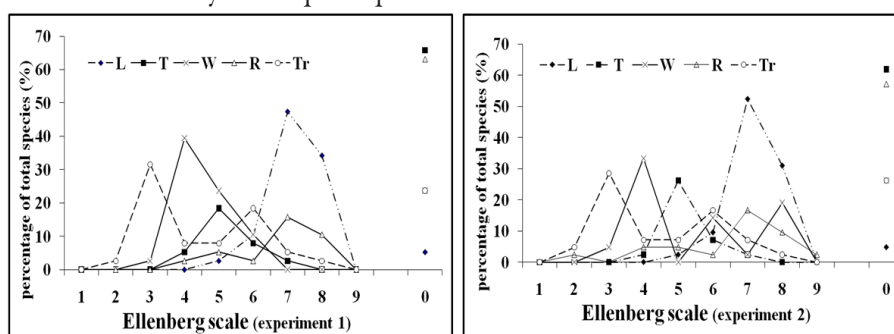 70
60
50
40
30
20
10
0
percentage of total species (%)
L T W R Tr
1 2 3 4 5 6 7 8 9 0
Ellenberg scale (experiment 1)
70
60
50
40
30
20
10
0
percentage of total species (%)
L T W R Tr
1 2 3 4 5 6 7 8 9 0
Ellenberg scale (experiment 2)